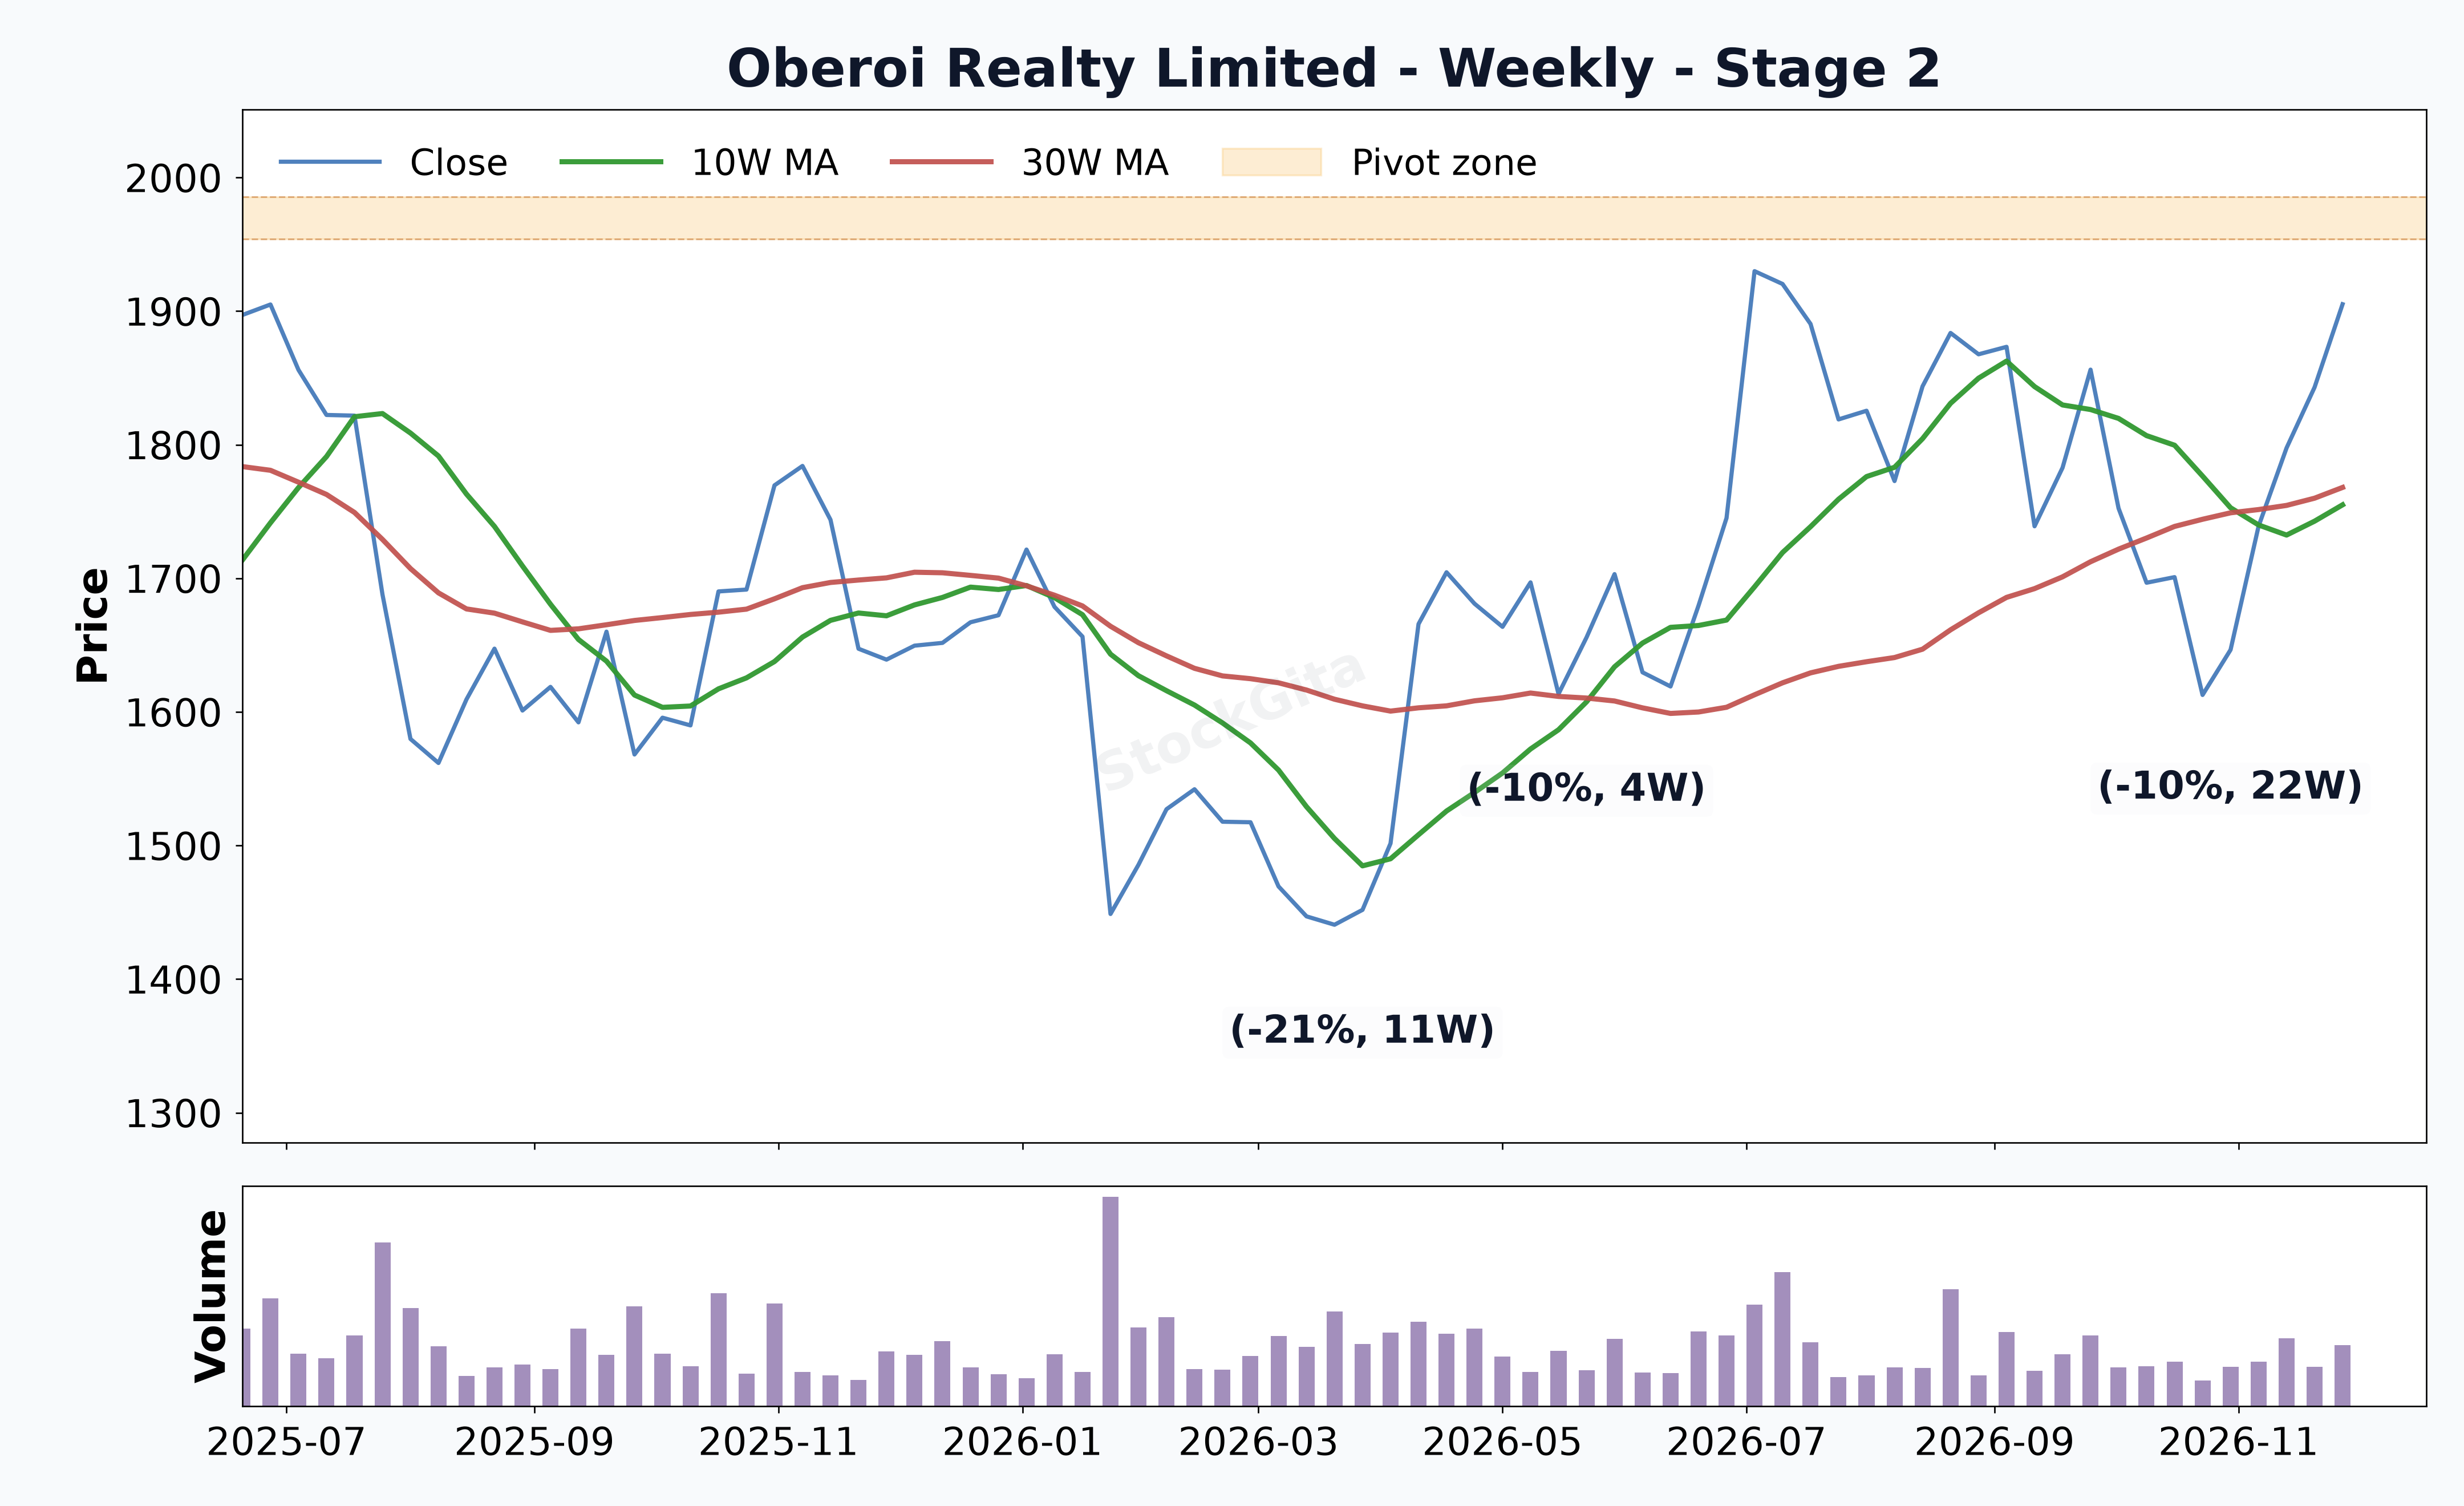 Oberoi Realty Limited - Weekly - Stage 2
Close 10W MA 30W MA Pivot zone
2000
1900
1800
1700
1600
1500
1400
1300
Price
StockGita
(-10%, 4W)
(-10%, 22W)
(-21%, 11W)
Volume
2025-07 2025-09 2025-11 2026-01 2026-03 2026-05 2026-07 2026-09 2026-11